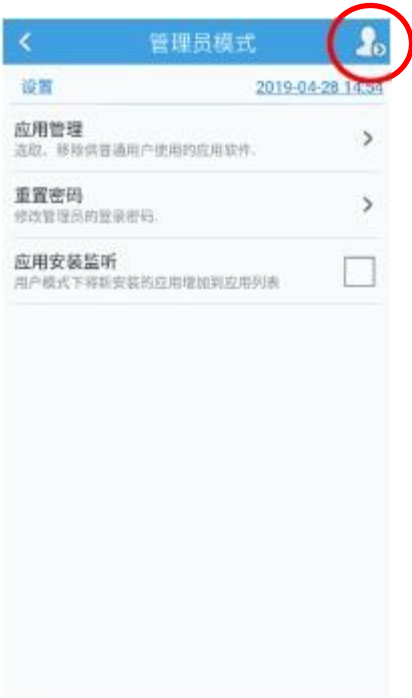 管理员模式
设置 2019-04-28 14:54
应用管理
选取、移除供普通用户使用的应用软件.
重置密码
修改管理员的登录密码.
应用安装监听
用户模式下将新安装的应用增加到应用列表